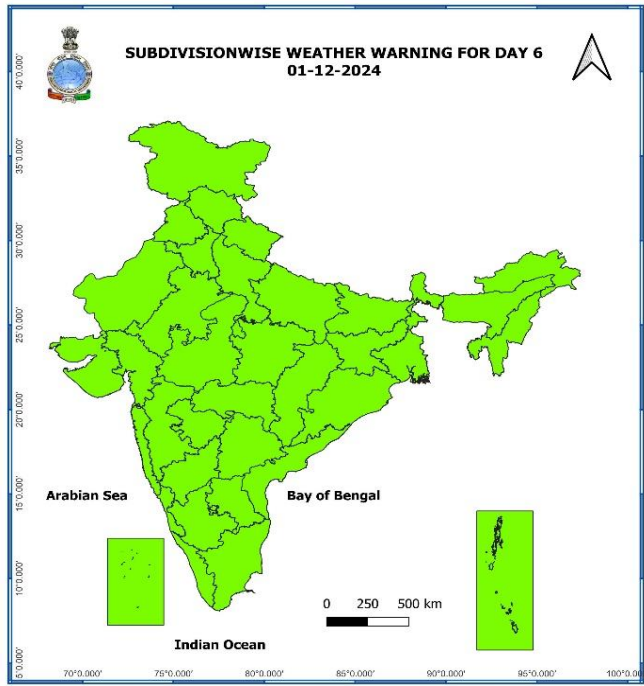 SUBDIVISIONWISE WEATHER WARNING FOR DAY 6
01-12-2024
40°0.000'
35°0.000'
30°0.000'
25°0.000'
20°0.000'
15°0.000'
10°0.000'
5°0.000'
Arabian Sea
Bay of Bengal
0 250 500 km
Indian Ocean
70°0.000' 75°0.000' 80°0.000' 85°0.000' 90°0.000' 95°0.000' 100°0.00